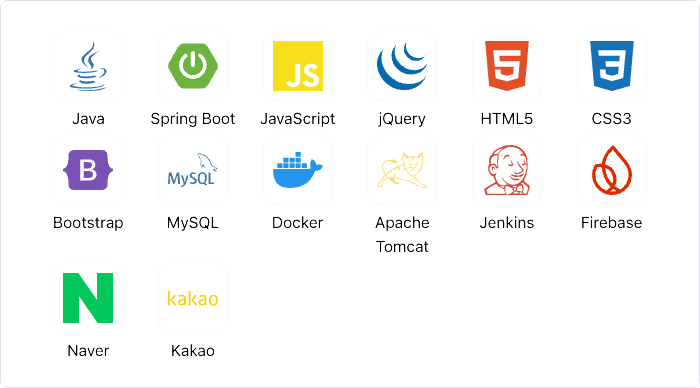 JS
5
3
Java
Spring Boot
JavaScript
jQuery
HTML5
CSS3
B
MySQL
Bootstrap
MySQL
Docker
Apache
Tomcat
Jenkins
Firebase
N
kakao
Naver
Kakao